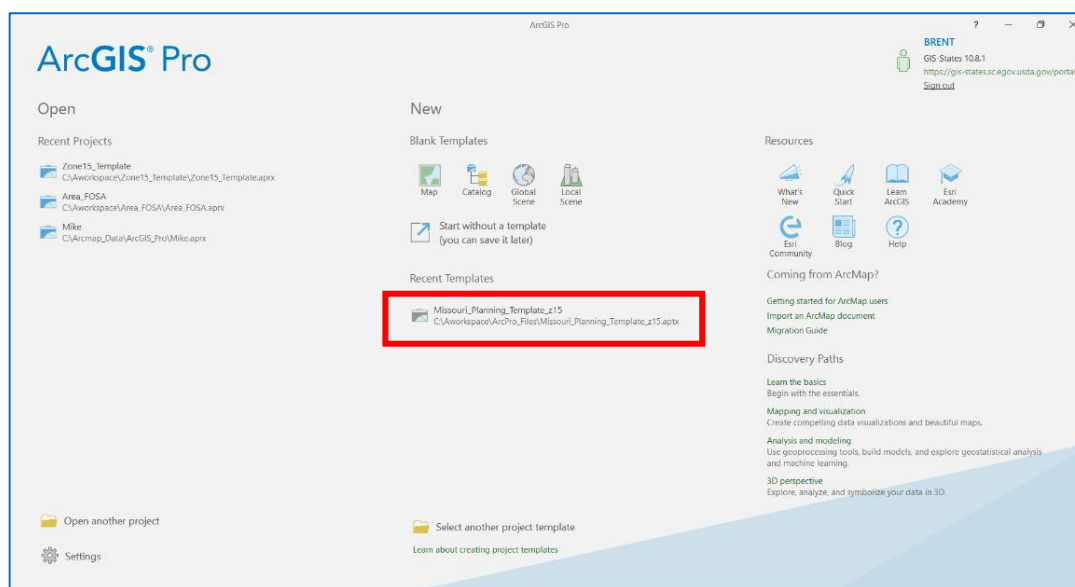 ArcGIS Pro
?
ArcGIS® Pro
BRENT
GIS-States 10.8.1
https://gis-states.sc.egov.usda.gov/portal
Sign out
Open
Recent Projects
Zone15_Template
C:\Aworkspace\Zone15_Template\Zone15_Template.aprx
Area_FOSA
C:\Aworkspace\Area_FOSA\Area_FOSA.aprx
Mike
C:\Arcmap_Data\ArcGIS_Pro\Mike.aprx
Open another project
Settings
New
Blank Templates
Map
Catalog
Global
Scene
Local
Scene
Start without a template
(you can save it later)
Recent Templates
Missouri_Planning_Template_z15
C:\Aworkspace\ArcPro_Files\Missouri_Planning_Template_z15.aptx
Select another project template
Learn about creating project templates
Resources
What's
New
Quick
Start
Learn
ArcGIS
Esri
Academy
Esri
Community
Blog
Help
Coming from ArcMap?
Getting started for ArcMap users
Import an ArcMap document
Migration Guide
Discovery Paths
Learn the basics
Begin with the essentials.
Mapping and visualization
Create compelling data visualizations and beautiful maps.
Analysis and modeling
Use geoprocessing tools, build models, and explore geostatistical analysis
and machine learning.
3D perspective
Explore, analyze, and symbolize your data in 3D.